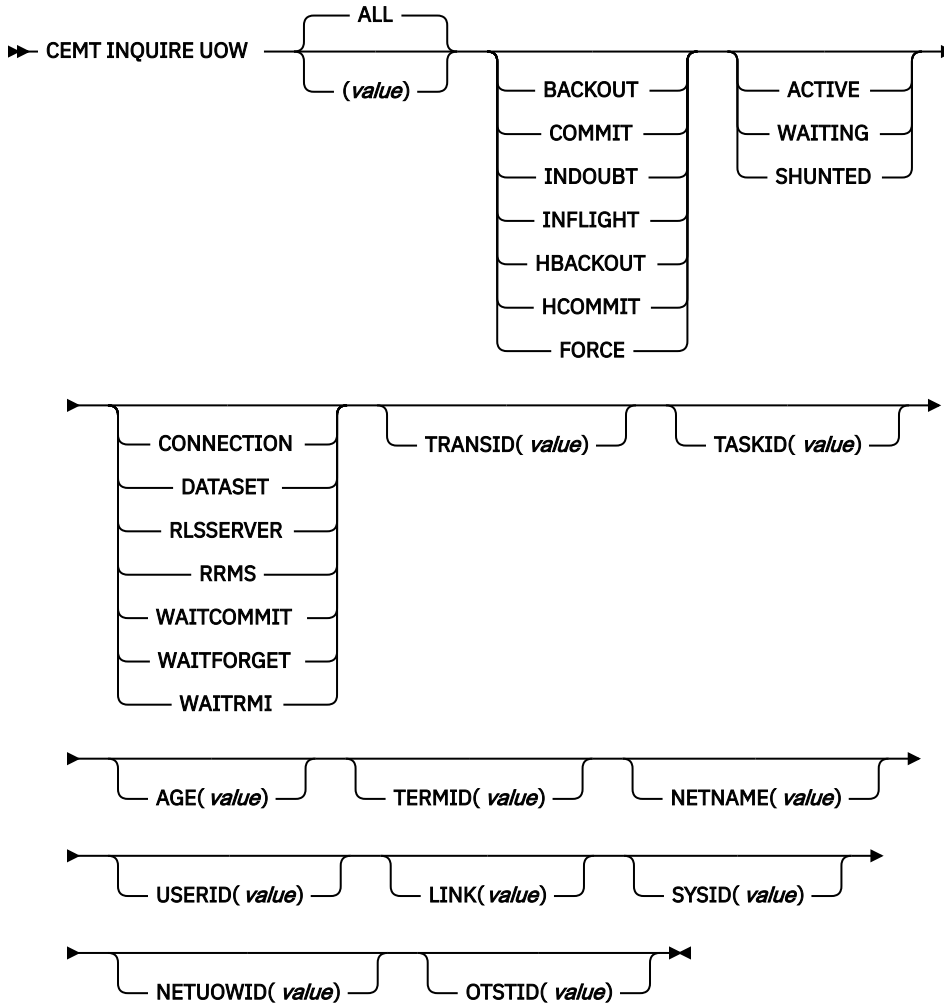 ALL
CEMT INQUIRE UOW
(value)
BACKOUT
COMMIT
INDOUBT
INFLIGHT
HBACKOUT
HCOMMIT
FORCE
ACTIVE
WAITING
SHUNTED
CONNECTION
DATASET
RLSSERVER
RRMS
WAITCOMMIT
WAITFORGET
WAITRMI
TRANSID( value)
TASKID( value)
AGE( value)
TERMID( value)
NETNAME( value)
USERID( value)
LINK( value)
SYSID( value)
NETUOWID( value)
OTSTID( value)